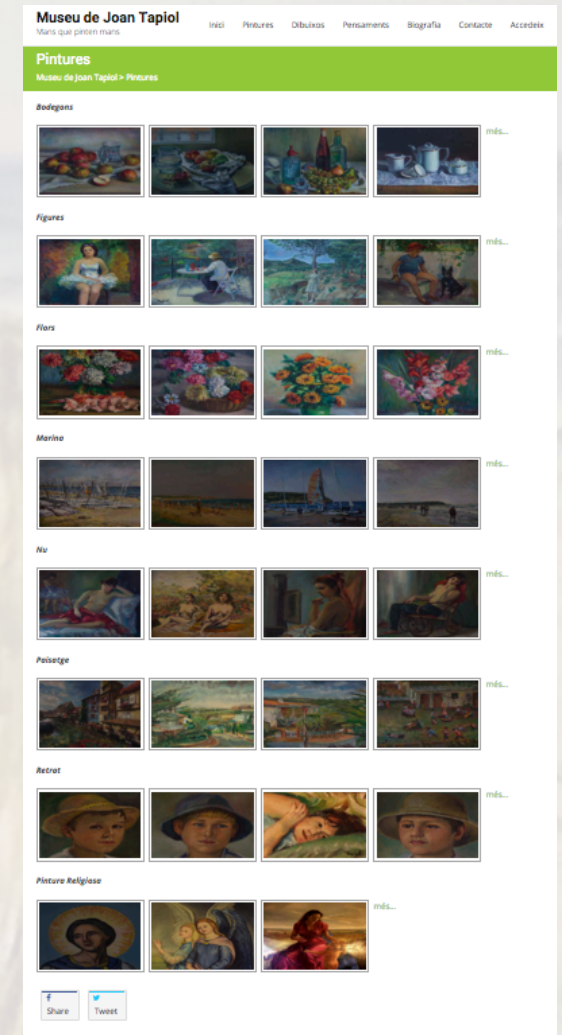 Museu de Joan Tapiol
Mans que pinten mans
Inici Pintures Dibuixos Pensaments Biografia Contacte Accedeix
Pintures
Museu de Joan Tapiol > Pintures
Bodegons
més...
Figures
més...
Flors
més...
Marina
més...
Nu
més...
Paisatge
més...
Retrat
més...
Pintura Religiosa
més...
Share Tweet